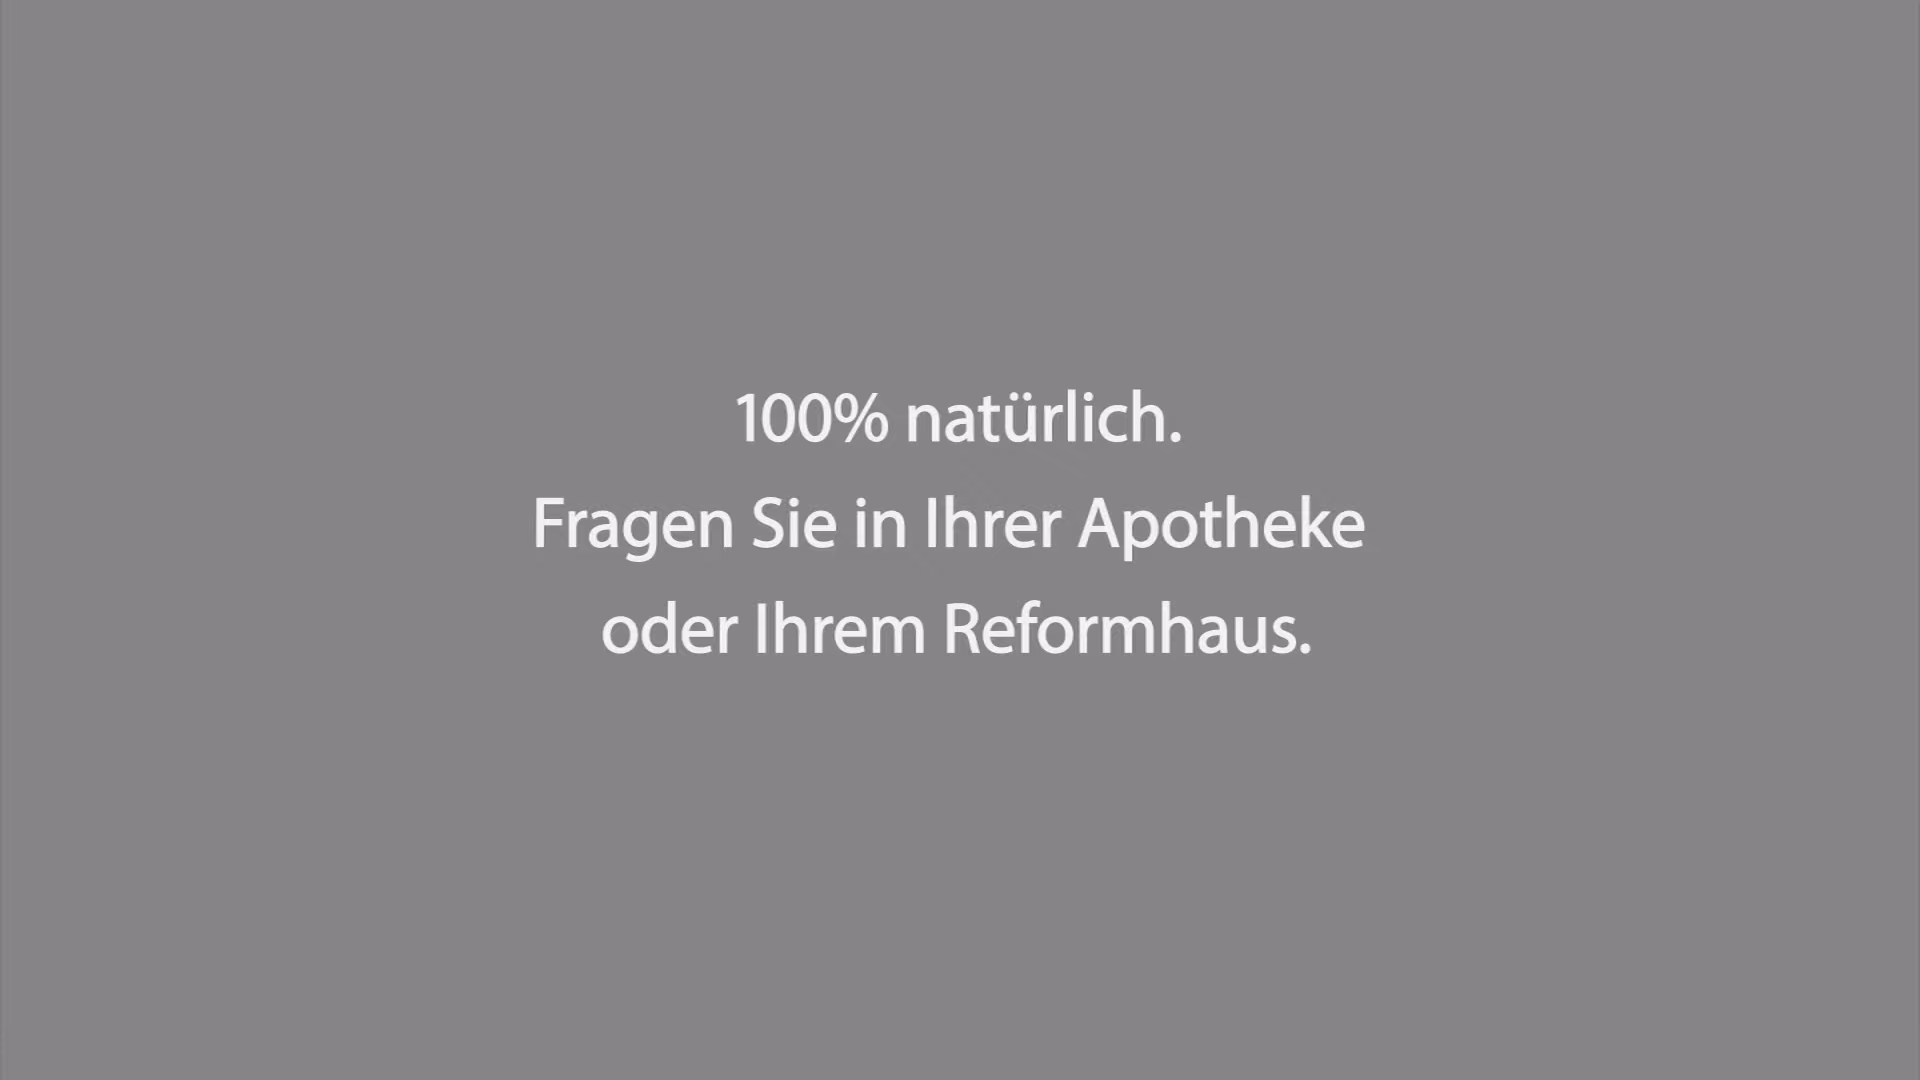 100% natürlich.
Fragen Sie in Ihrer Apotheke
oder Ihrem Reformhaus.